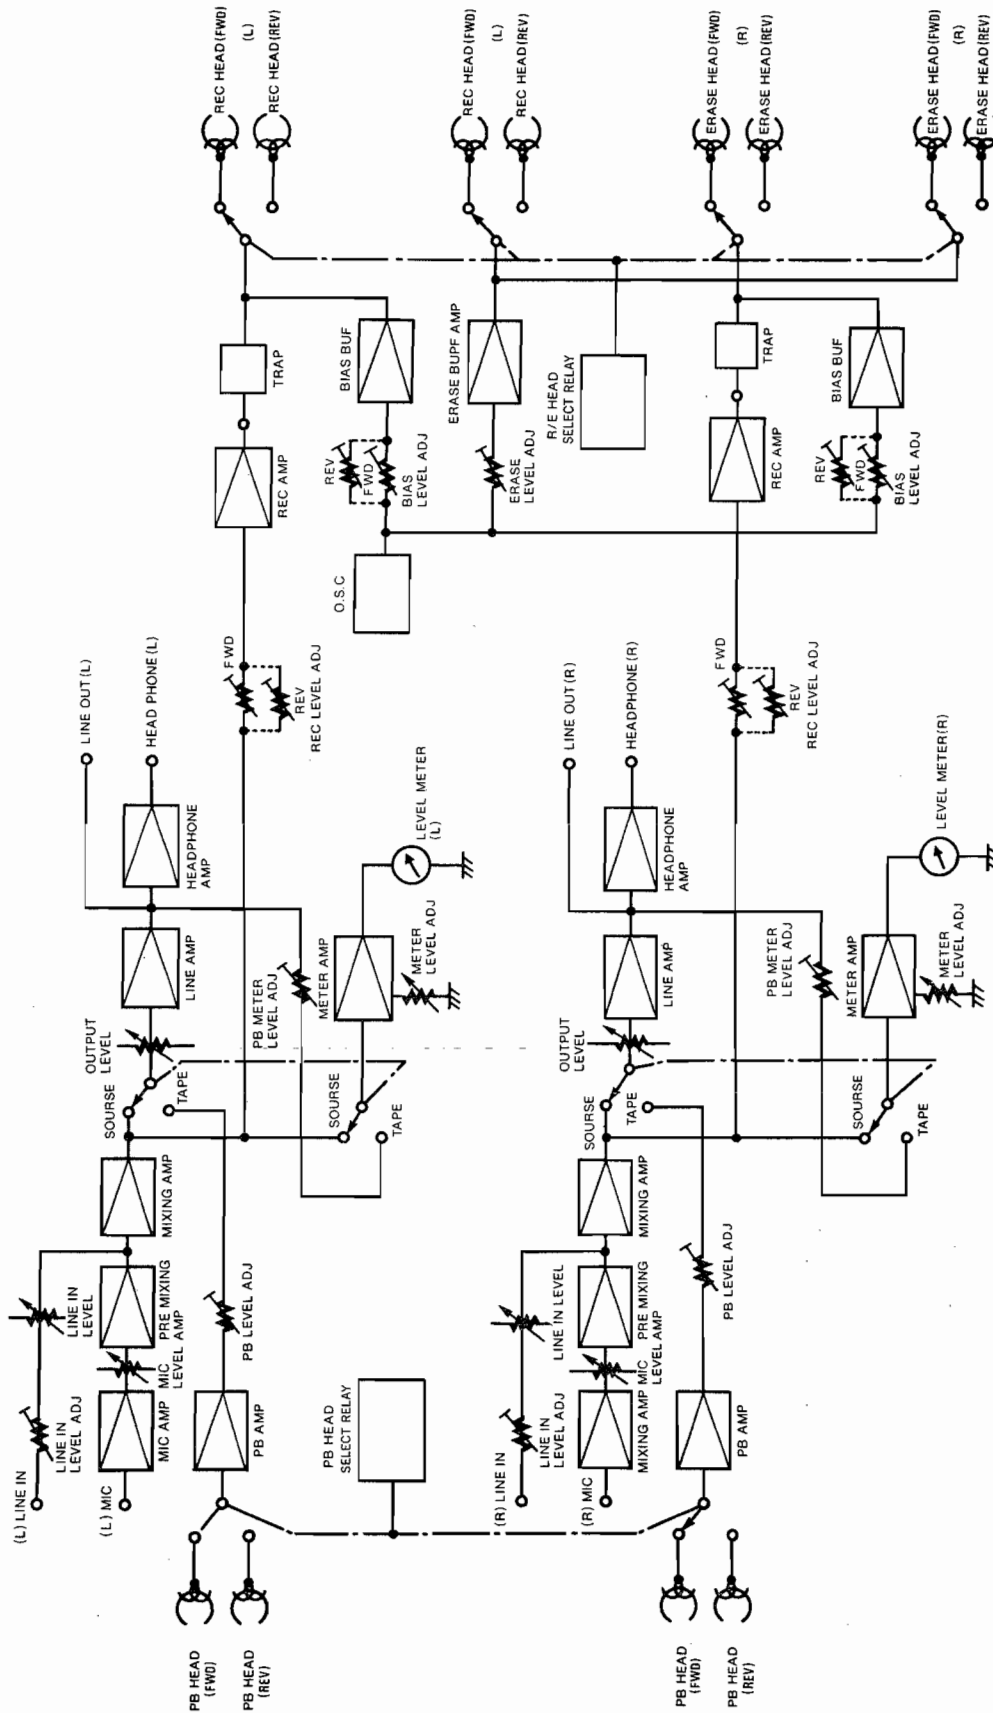 PB HEAD
(FWD)
PB HEAD
(REV)
(L) LINE IN
LINE IN
LEVEL ADJ
LINE IN
LEVEL
(L) MIC
MIC AMP
MIC
LEVEL
PRE MIXING
AMP
MIXING AMP
PB AMP
PB LEVEL ADJ
SOURSE
TAPE
OUTPUT
LEVEL
LINE AMP
HEADPHONE
AMP
LINE OUT (L)
HEAD PHONE (L)
PB METER
LEVEL ADJ
SOURSE
TAPE
METER AMP
METER
LEVEL ADJ
LEVEL METER
(L)
FWD
REV
REC LEVEL ADJ
REC AMP
TRAP
O.S.C
REV
FWD
BIAS
LEVEL ADJ
BIAS BUF
ERASE
LEVEL ADJ
ERASE BUPF AMP
R/E HEAD
SELECT RELAY
REC HEAD (FWD)
(L)
REC HEAD (REV)
REC HEAD (FWD)
(L)
REC HEAD (REV)
PB HEAD
SELECT RELAY
PB HEAD
(FWD)
PB HEAD
(REV)
(R) LINE IN
LINE IN
LEVEL ADJ
LINE IN LEVEL
(R) MIC
MIXING AMP
MIC
LEVEL
PRE MIXING
AMP
MIXING AMP
PB AMP
PB LEVEL ADJ
SOURSE
TAPE
OUTPUT
LEVEL
LINE AMP
HEADPHONE
AMP
LINE OUT (R)
HEADPHONE (R)
PB METER
LEVEL ADJ
SOURSE
TAPE
METER AMP
METER
LEVEL ADJ
LEVEL METER (R)
FWD
REV
REC LEVEL ADJ
REC AMP
TRAP
REV
FWD
BIAS
LEVEL ADJ
BIAS BUF
ERASE HEAD (FWD)
(R)
ERASE HEAD (REV)
ERASE HEAD (FWD)
(R)
ERASE HEAD (REV)